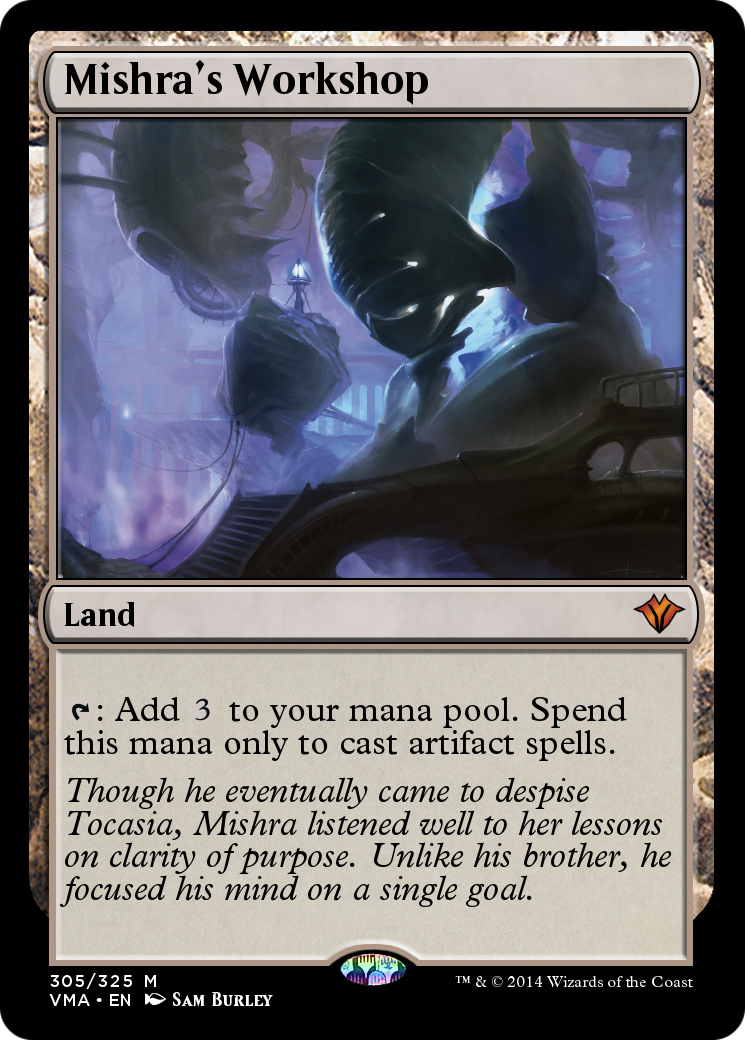 Mishra's Workshop
Land
: Add 3 to your mana pool. Spend
this mana only to cast artifact spells.
Though he eventually came to despise
Tocasia, Mishra listened well to her lessons
on clarity of purpose. Unlike his brother, he
focused his mind on a single goal.
305/325 M
VMA • EN Sam Burley
™ & © 2014 Wizards of the Coast